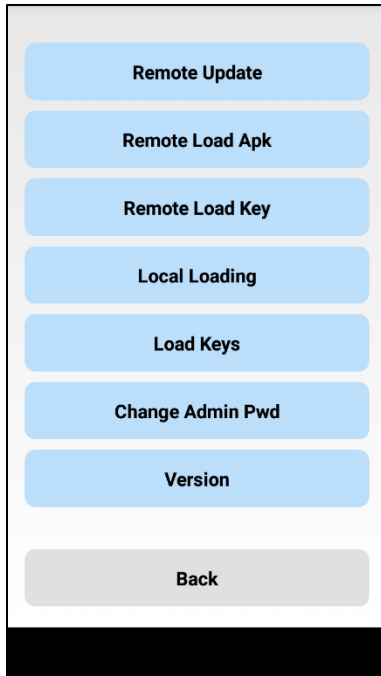 Remote Update
Remote Load Apk
Remote Load Key
Local Loading
Load Keys
Change Admin Pwd
Version
Back